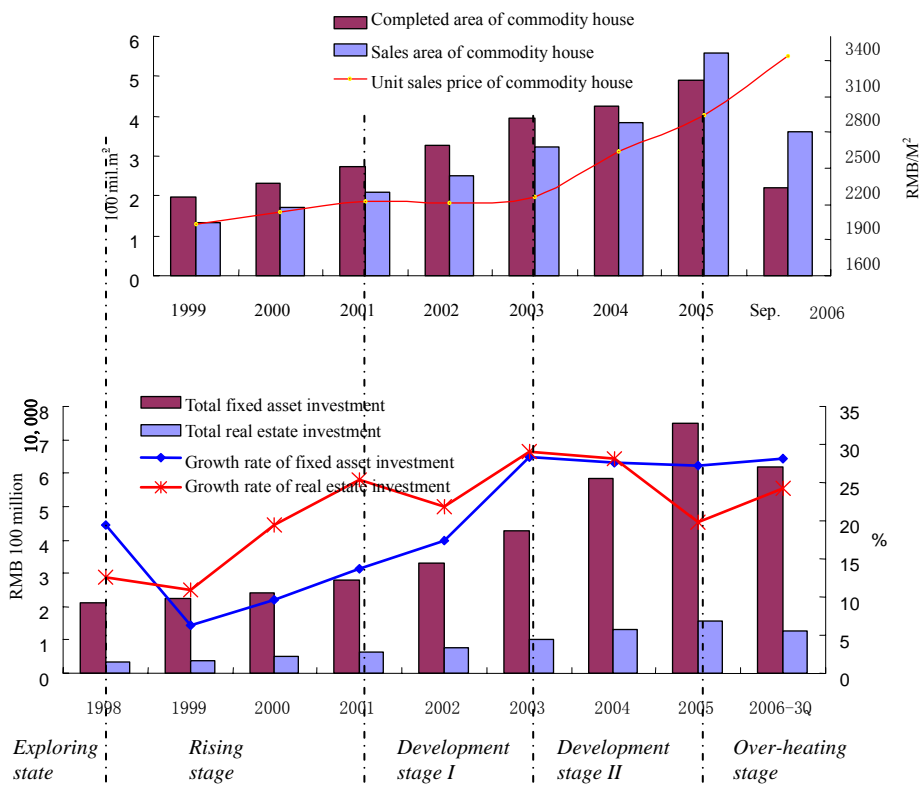 Completed area of commodity house
Sales area of commodity house
Unit sales price of commodity house
6
5
4
3
2
1
0
100 mil.m²
3400
3100
2800
2500
2200
1900
1600
RMB/M²
1999
2000
2001
2002
2003
2004
2005
Sep.
2006
Total fixed asset investment
Total real estate investment
Growth rate of fixed asset investment
Growth rate of real estate investment
10,000
RMB 100 million
8
7
6
5
4
3
2
1
0
35
30
25
20
15
10
5
0
%
1998
1999
2000
2001
2002
2003
2004
2005
2006-3Q
Exploring
state
Rising
stage
Development
stage I
Development
stage II
Over-heating
stage